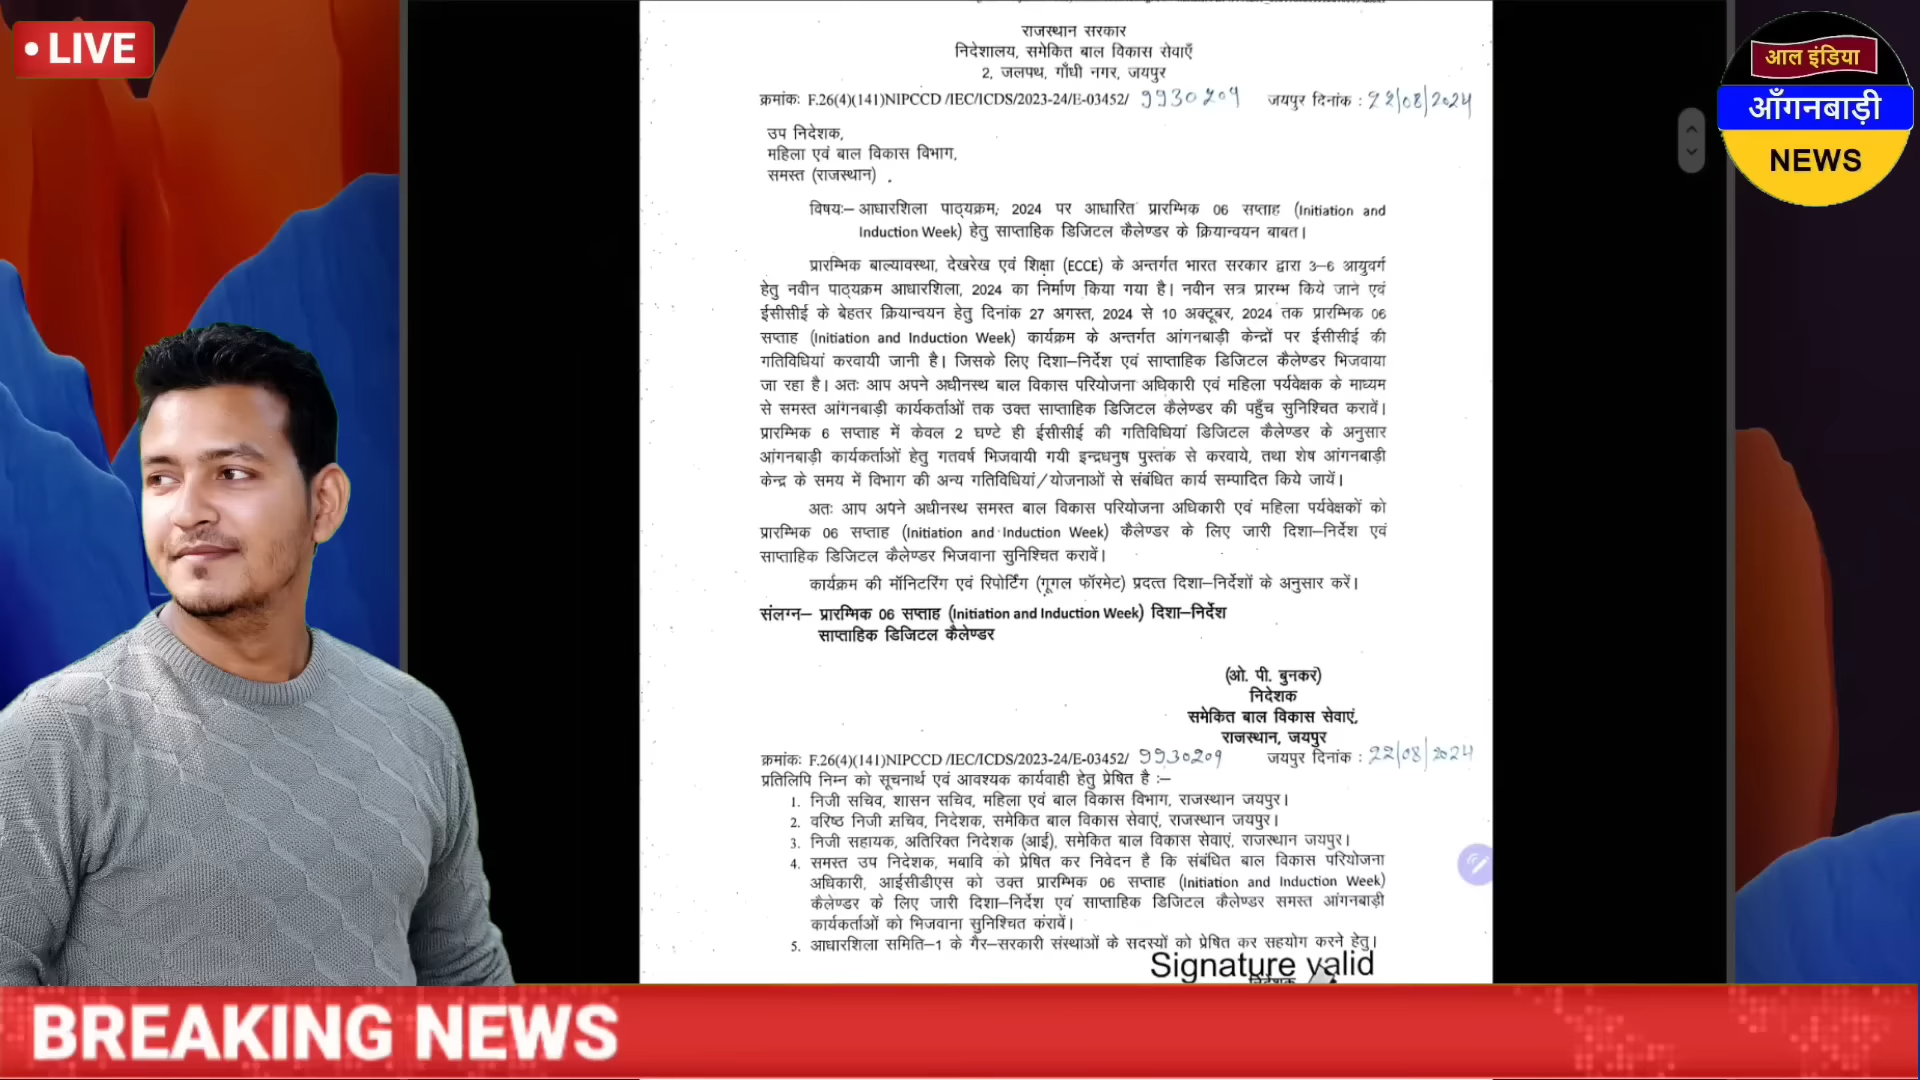 • LIVE
आल इंडिया
आँगनबाड़ी
NEWS
राजस्थान सरकार
निदेशालय, समेकित बाल विकास सेवाएँ
2, जलपथ, गाँधी नगर, जयपुर
क्रमांकः F.26(4)(141)NIPCCD /IEC/ICDS/2023-24/E-03452/ 9930209 जयपुर दिनांक : 22/08/2024
उप निदेशक,
महिला एवं बाल विकास विभाग,
समस्त (राजस्थान) .
विषयः– आधारशिला पाठ्यक्रम, 2024 पर आधारित प्रारम्भिक 06 सप्ताह (Initiation and
Induction Week) हेतु साप्ताहिक डिजिटल कैलेण्डर के क्रियान्वयन बाबत।
प्रारम्भिक बाल्यावस्था, देखरेख एवं शिक्षा (ECCE) के अन्तर्गत भारत सरकार द्वारा 3–6 आयुवर्ग
हेतु नवीन पाठ्यक्रम आधारशिला, 2024 का निर्माण किया गया है। नवीन सत्र प्रारम्भ किये जाने एवं
ईसीसीई के बेहतर क्रियान्वयन हेतु दिनांक 27 अगस्त, 2024 से 10 अक्टूबर, 2024 तक प्रारम्भिक 06
सप्ताह (Initiation and Induction Week) कार्यक्रम के अन्तर्गत आंगनबाड़ी केन्द्रों पर ईसीसीई की
गतिविधियां करवायी जानी है। जिसके लिए दिशा–निर्देश एवं साप्ताहिक डिजिटल कैलेण्डर भिजवाया
जा रहा है। अतः आप अपने अधीनस्थ बाल विकास परियोजना अधिकारी एवं महिला पर्यवेक्षक के माध्यम
से समस्त आंगनबाड़ी कार्यकर्ताओं तक उक्त साप्ताहिक डिजिटल कैलेण्डर की पहुँच सुनिश्चित करावें।
प्रारम्भिक 6 सप्ताह में केवल 2 घण्टे ही ईसीसीई की गतिविधियां डिजिटल कैलेण्डर के अनुसार
आंगनबाड़ी कार्यकर्ताओं हेतु गतवर्ष भिजवायी गयी इन्द्रधनुष पुस्तक से करवाये, तथा शेष आंगनबाड़ी
केन्द्र के समय में विभाग की अन्य गतिविधियां/योजनाओं से संबंधित कार्य सम्पादित किये जायें।
अतः आप अपने अधीनस्थ समस्त बाल विकास परियोजना अधिकारी एवं महिला पर्यवेक्षकों को
प्रारम्भिक 06 सप्ताह (Initiation and Induction Week) कैलेण्डर के लिए जारी दिशा–निर्देश एवं
साप्ताहिक डिजिटल कैलेण्डर भिजवाना सुनिश्चित करावें।
कार्यक्रम की मॉनिटरिंग एवं रिपोर्टिंग (गूगल फॉरमेट) प्रदत्त दिशा–निर्देशों के अनुसार करें।
संलग्न– प्रारम्भिक 06 सप्ताह (Initiation and Induction Week) दिशा–निर्देश
साप्ताहिक डिजिटल कैलेण्डर
(ओ. पी. बुनकर)
निदेशक
समेकित बाल विकास सेवाएं,
राजस्थान, जयपुर
क्रमांकः F.26(4)(141)NIPCCD /IEC/ICDS/2023-24/E-03452/ 9930209 जयपुर दिनांक : 22/08/2024
प्रतिलिपि निम्न को सूचनार्थ एवं आवश्यक कार्यवाही हेतु प्रेषित है :–
1. निजी सचिव, शासन सचिव, महिला एवं बाल विकास विभाग, राजस्थान जयपुर।
2. वरिष्ठ निजी सचिव, निदेशक, समेकित बाल विकास सेवाएं, राजस्थान जयपुर।
3. निजी सहायक, अतिरिक्त निदेशक (आई), समेकित बाल विकास सेवाएं, राजस्थान जयपुर।
4. समस्त उप निदेशक, मबावि को प्रेषित कर निवेदन है कि संबंधित बाल विकास परियोजना
अधिकारी, आईसीडीएस को उक्त प्रारम्भिक 06 सप्ताह (Initiation and Induction Week)
कैलेण्डर के लिए जारी दिशा–निर्देश एवं साप्ताहिक डिजिटल कैलेण्डर समस्त आंगनबाड़ी
कार्यकर्ताओं को भिजवाना सुनिश्चित करावें।
5. आधारशिला समिति–1 के गैर–सरकारी संस्थाओं के सदस्यों को प्रेषित कर सहयोग करने हेतु।
Signature valid
निदेशक
BREAKING NEWS